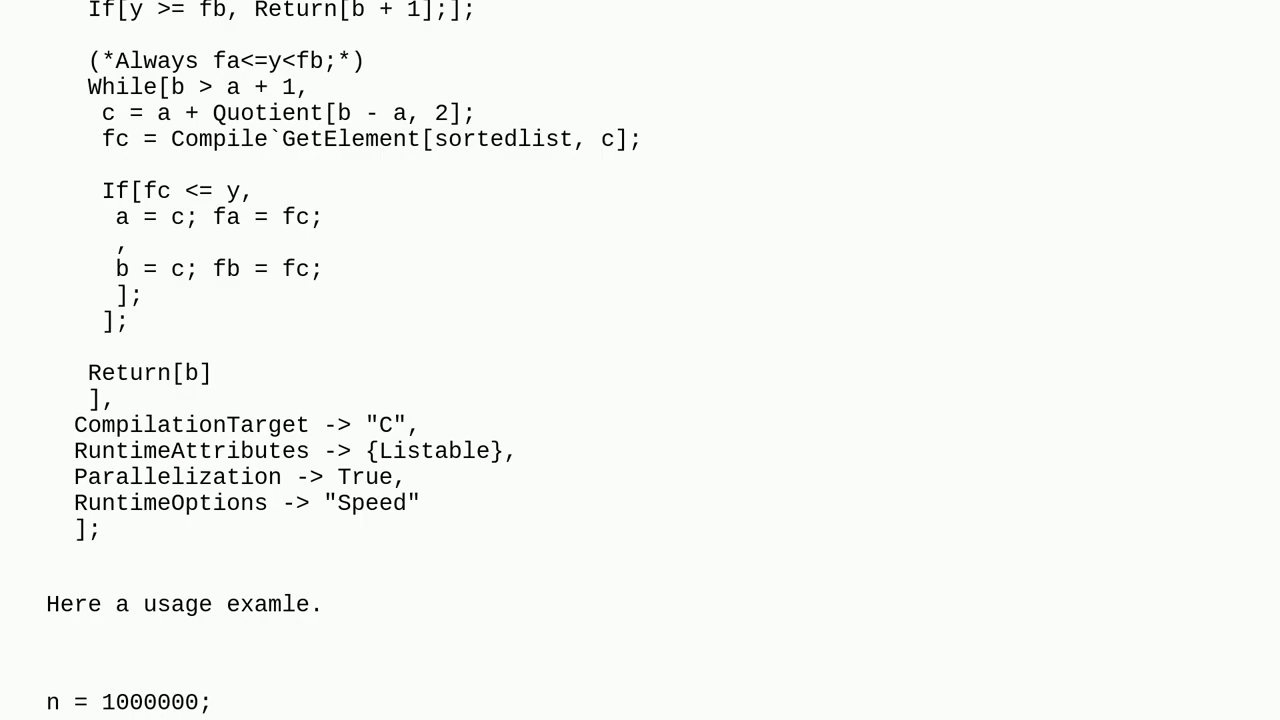 If[y >= fb, Return[b + 1];];
(*Always fa<=y<fb;*)
While[b > a + 1,
c = a + Quotient[b - a, 2];
fc = Compile`GetElement[sortedlist, c];
If[fc <= y,
a = c; fa = fc;
,
b = c; fb = fc;
];
];
Return[b]
],
CompilationTarget -> "C",
RuntimeAttributes -> {Listable},
Parallelization -> True,
RuntimeOptions -> "Speed"
];
Here a usage examle.
n = 1000000;